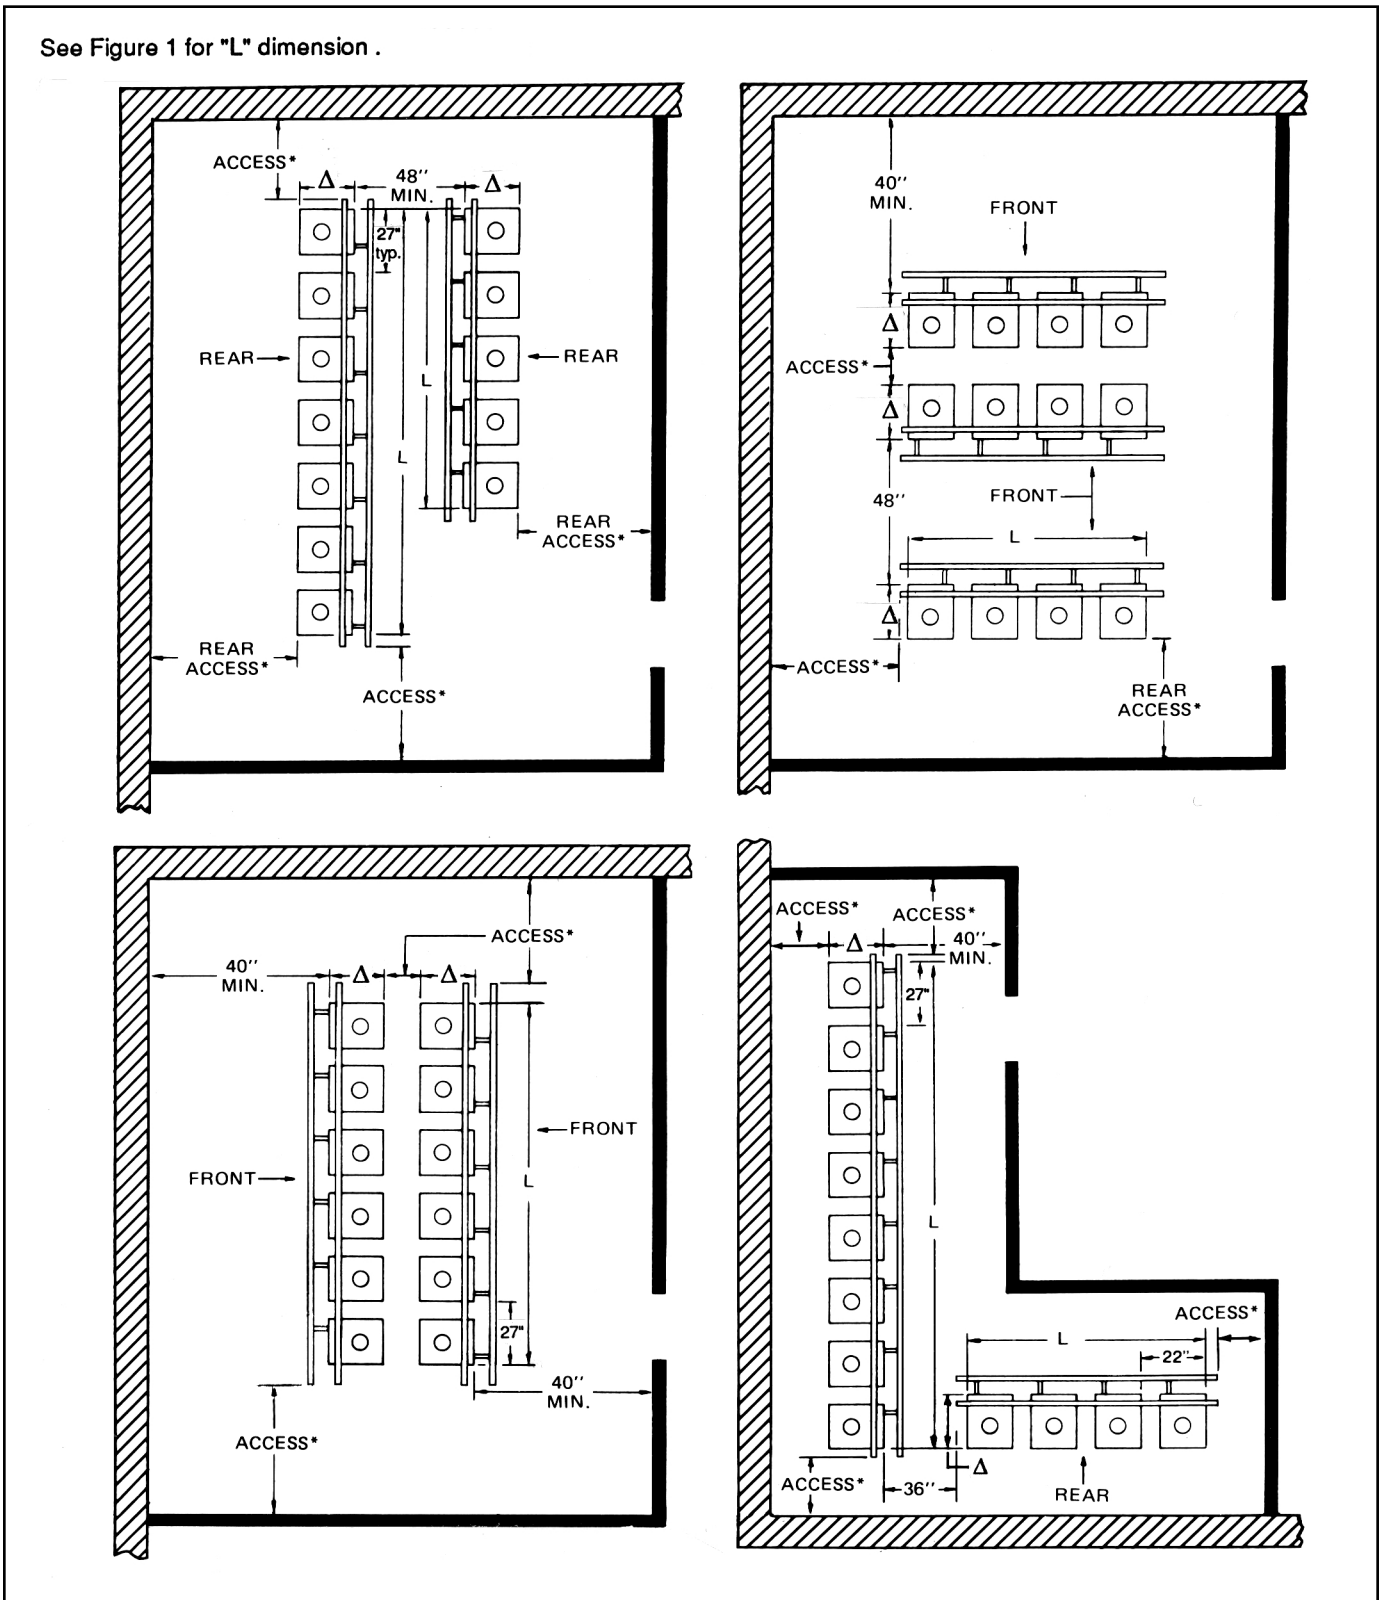 See Figure 1 for "L" dimension .
ACCESS*
Δ
48"
MIN.
Δ
27"
typ.
REAR
L
REAR
L
REAR
ACCESS*
REAR
ACCESS*
ACCESS*
40"
MIN.
FRONT
Δ
ACCESS*
Δ
48"
FRONT
L
Δ
ACCESS*
REAR
ACCESS*
ACCESS*
40"
MIN.
Δ
Δ
FRONT
FRONT
L
27"
40"
MIN.
ACCESS*
ACCESS*
ACCESS*
Δ
40"
MIN.
27"
L
ACCESS*
L
22"
Δ
ACCESS*
36"
REAR